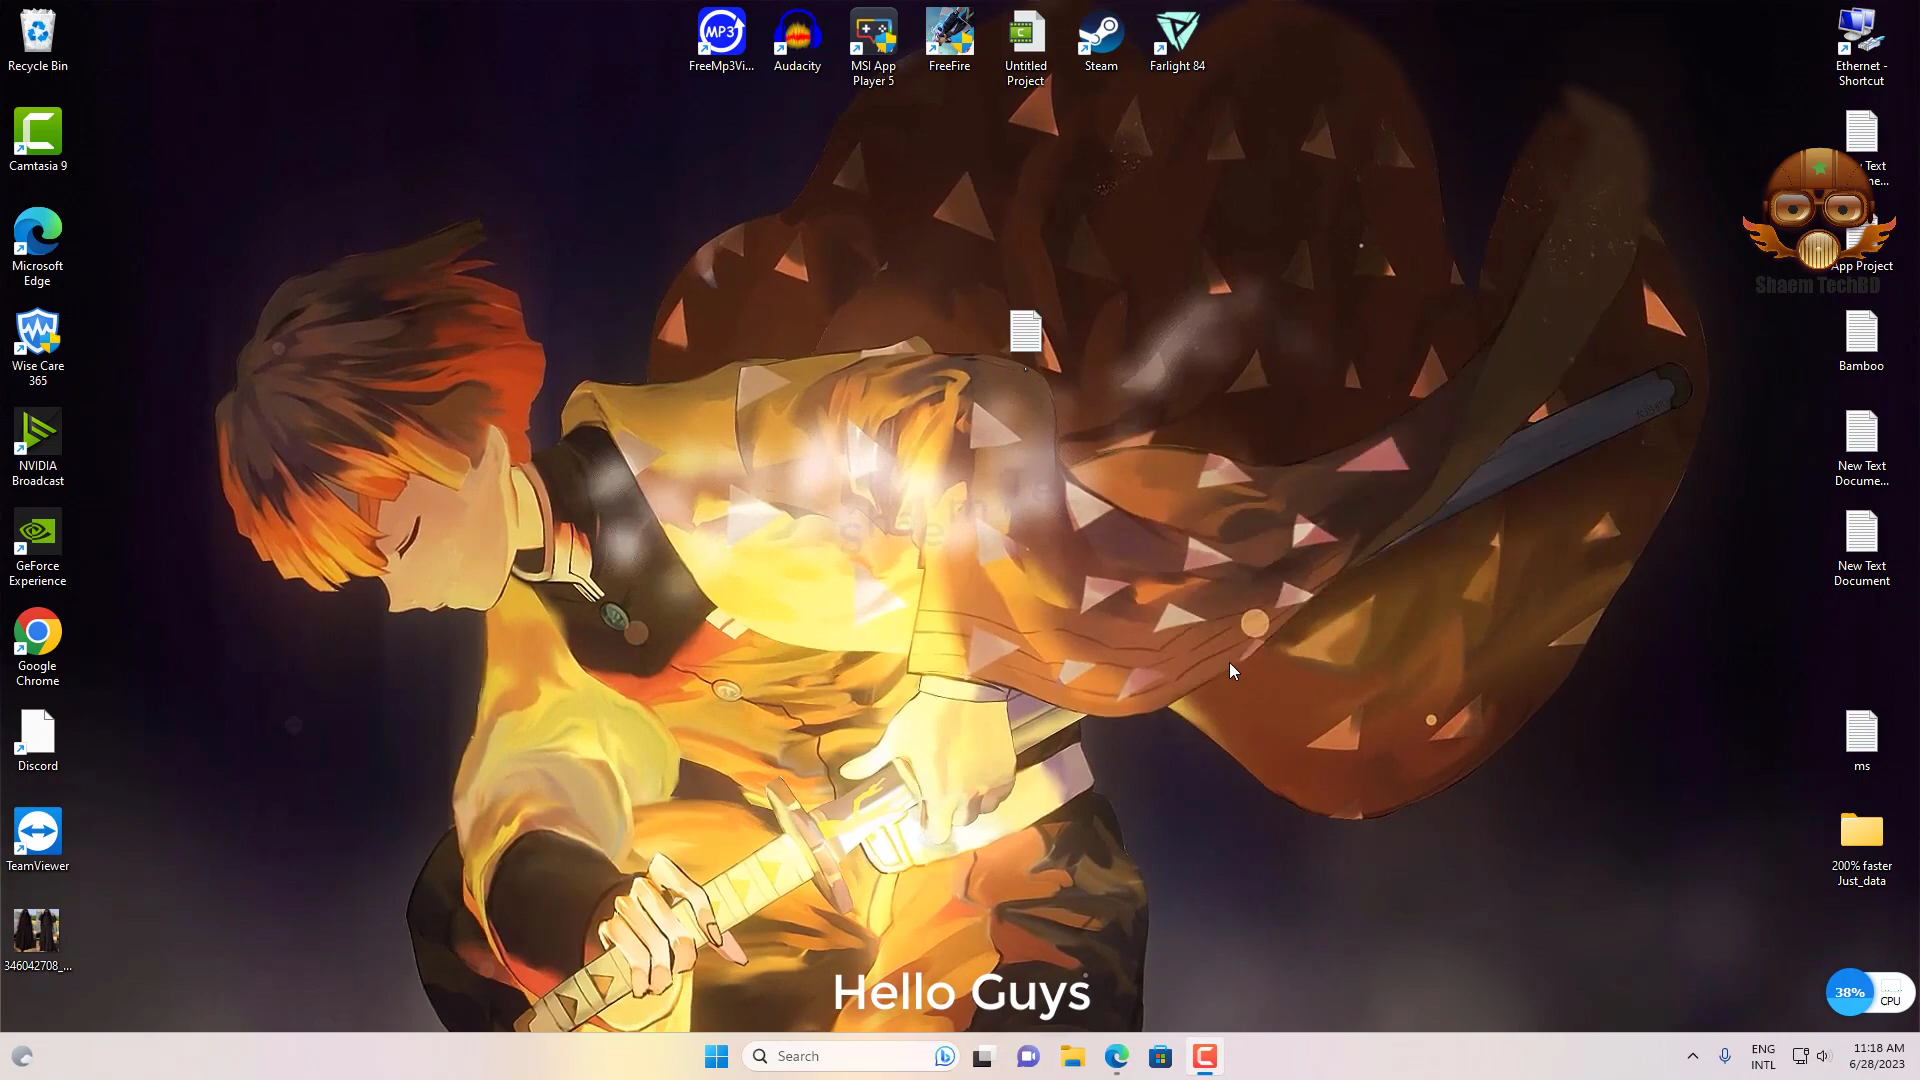 Recycle Bin
FreeMp3Vi...
Audacity
MSI App
Player 5
FreeFire
Untitled
Project
Steam
Farlight 84
Ethernet -
Shortcut
Camtasia 9
Text
Microsoft
Edge
App Project
Shaem TechBD
Wise Care
365
Bamboo
NVIDIA
Broadcast
New Text
Docume...
GeForce
Experience
New Text
Document
Google
Chrome
Discord
ms
TeamViewer
200% faster
Just_data
346042708_...
Hello Guys
38%
CPU
Search
ENG
INTL
11:18 AM
6/28/2023